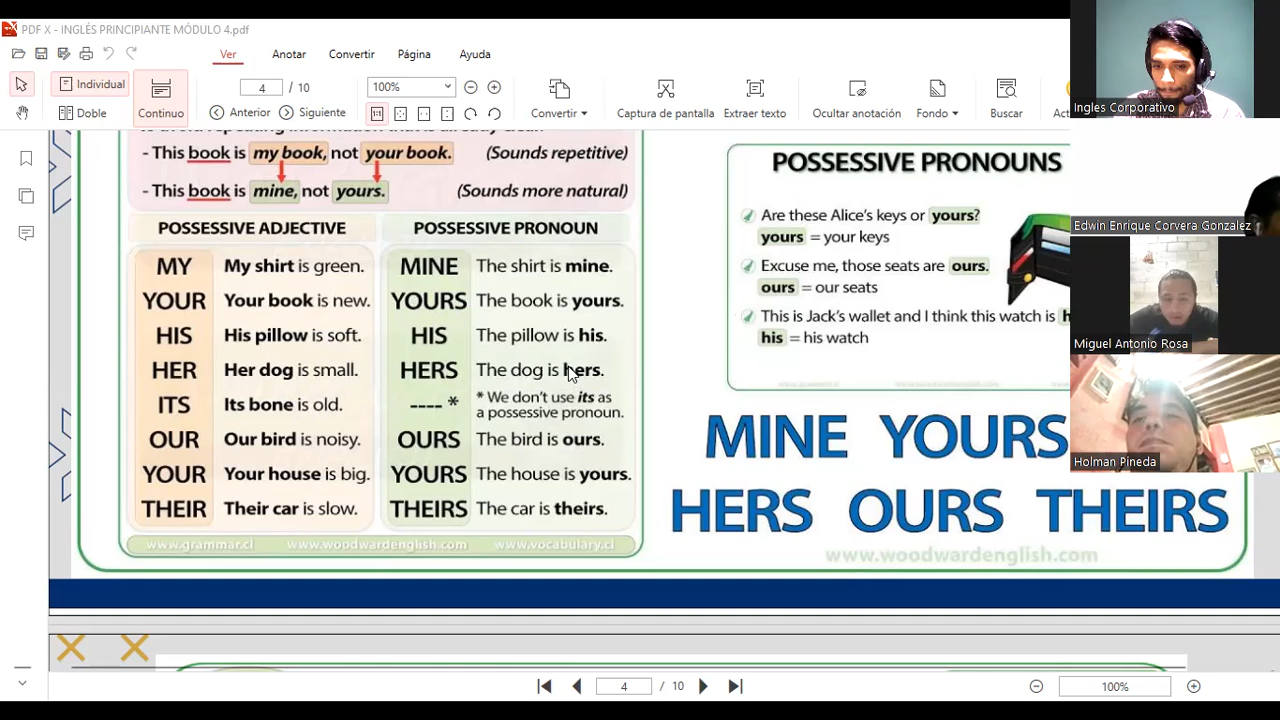 PDF X - INGLÉS PRINCIPIANTE MÓDULO 4.pdf
Ver Anotar Convertir Página Ayuda
Individual
Doble
Continuo
4 / 10
Anterior Siguiente
100%
Convertir
Captura de pantalla
Extraer texto
Ocultar anotación
Fondo
Buscar
Act
to avoid repeating information that is already clear.
- This book is my book, not your book. (Sounds repetitive)
- This book is mine, not yours. (Sounds more natural)
POSSESSIVE ADJECTIVE POSSESSIVE PRONOUN
MY My shirt is green. MINE The shirt is mine.
YOUR Your book is new. YOURS The book is yours.
HIS His pillow is soft. HIS The pillow is his.
HER Her dog is small. HERS The dog is hers.
ITS Its bone is old. ---- * * We don't use its as
a possessive pronoun.
OUR Our bird is noisy. OURS The bird is ours.
YOUR Your house is big. YOURS The house is yours.
THEIR Their car is slow. THEIRS The car is theirs.
www.grammar.cl www.woodwardenglish.com www.vocabulary.cl
POSSESSIVE PRONOUNS
Are these Alice's keys or yours?
yours = your keys
Excuse me, those seats are ours.
ours = our seats
This is Jack's wallet and I think this watch is h
his = his watch
MINE YOURS
HERS OURS THEIRS
www.woodwardenglish.com
Ingles Corporativo
Edwin Enrique Corvera Gonzalez
Miguel Antonio Rosa
Holman Pineda
4 / 10
100%